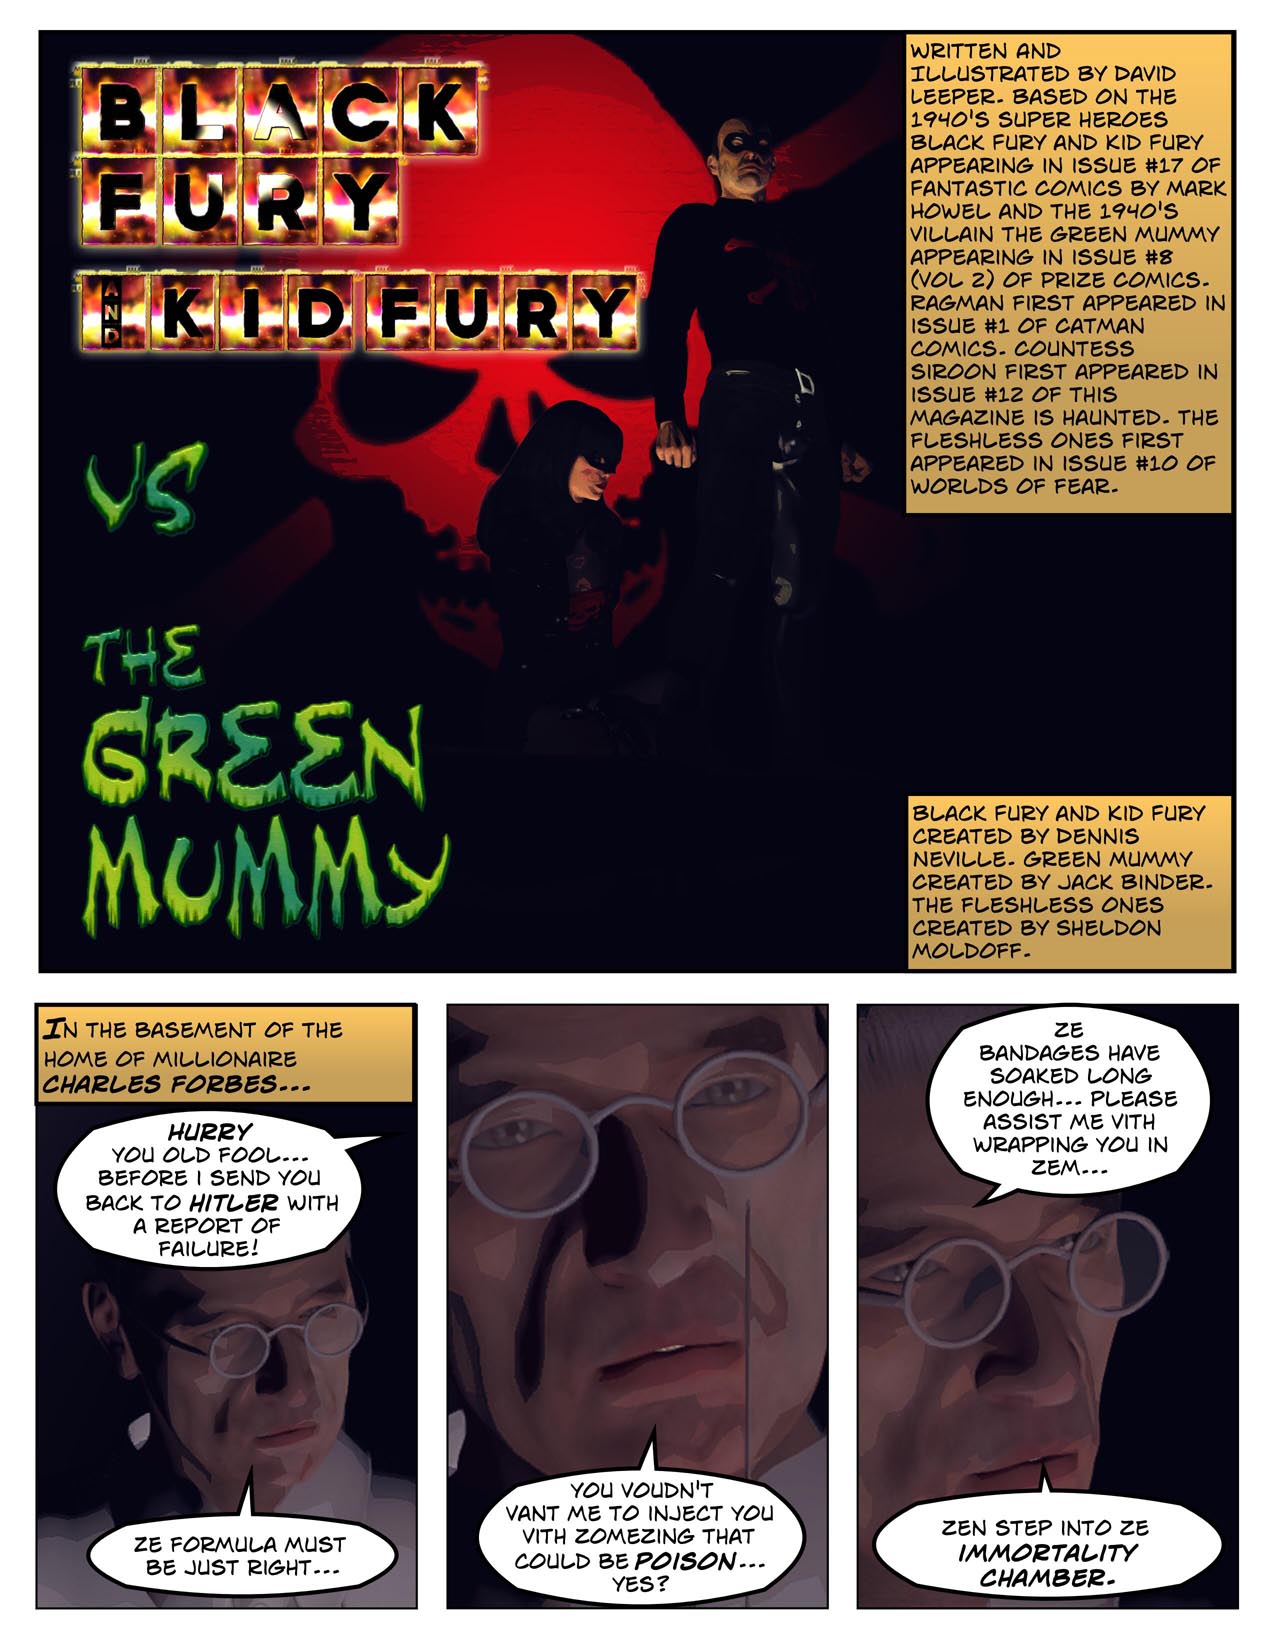 BLACK
FURY
AND KID FURY
VS
THE
GREEN
MUMMY
WRITTEN AND
ILLUSTRATED BY DAVID
LEEPER. BASED ON THE
1940'S SUPER HEROES
BLACK FURY AND KID FURY
APPEARING IN ISSUE #17 OF
FANTASTIC COMICS BY MARK
HOWEL AND THE 1940'S
VILLAIN THE GREEN MUMMY
APPEARING IN ISSUE #8
(VOL 2) OF PRIZE COMICS.
RAGMAN FIRST APPEARED IN
ISSUE #1 OF CATMAN
COMICS. COUNTESS
SIROON FIRST APPEARED IN
ISSUE #12 OF THIS
MAGAZINE IS HAUNTED. THE
FLESHLESS ONES FIRST
APPEARED IN ISSUE #10 OF
WORLDS OF FEAR.
BLACK FURY AND KID FURY
CREATED BY DENNIS
NEVILLE. GREEN MUMMY
CREATED BY JACK BINDER.
THE FLESHLESS ONES
CREATED BY SHELDON
MOLDOFF.
IN THE BASEMENT OF THE
HOME OF MILLIONAIRE
CHARLES FORBES...
HURRY
YOU OLD FOOL...
BEFORE I SEND YOU
BACK TO HITLER WITH
A REPORT OF
FAILURE!
ZE FORMULA MUST
BE JUST RIGHT...
YOU VOUDN'T
VANT ME TO INJECT YOU
VITH ZOMEZING THAT
COULD BE POISON...
YES?
ZE
BANDAGES HAVE
SOAKED LONG
ENOUGH... PLEASE
ASSIST ME VITH
WRAPPING YOU IN
ZEM...
ZEN STEP INTO ZE
IMMORTALITY
CHAMBER.